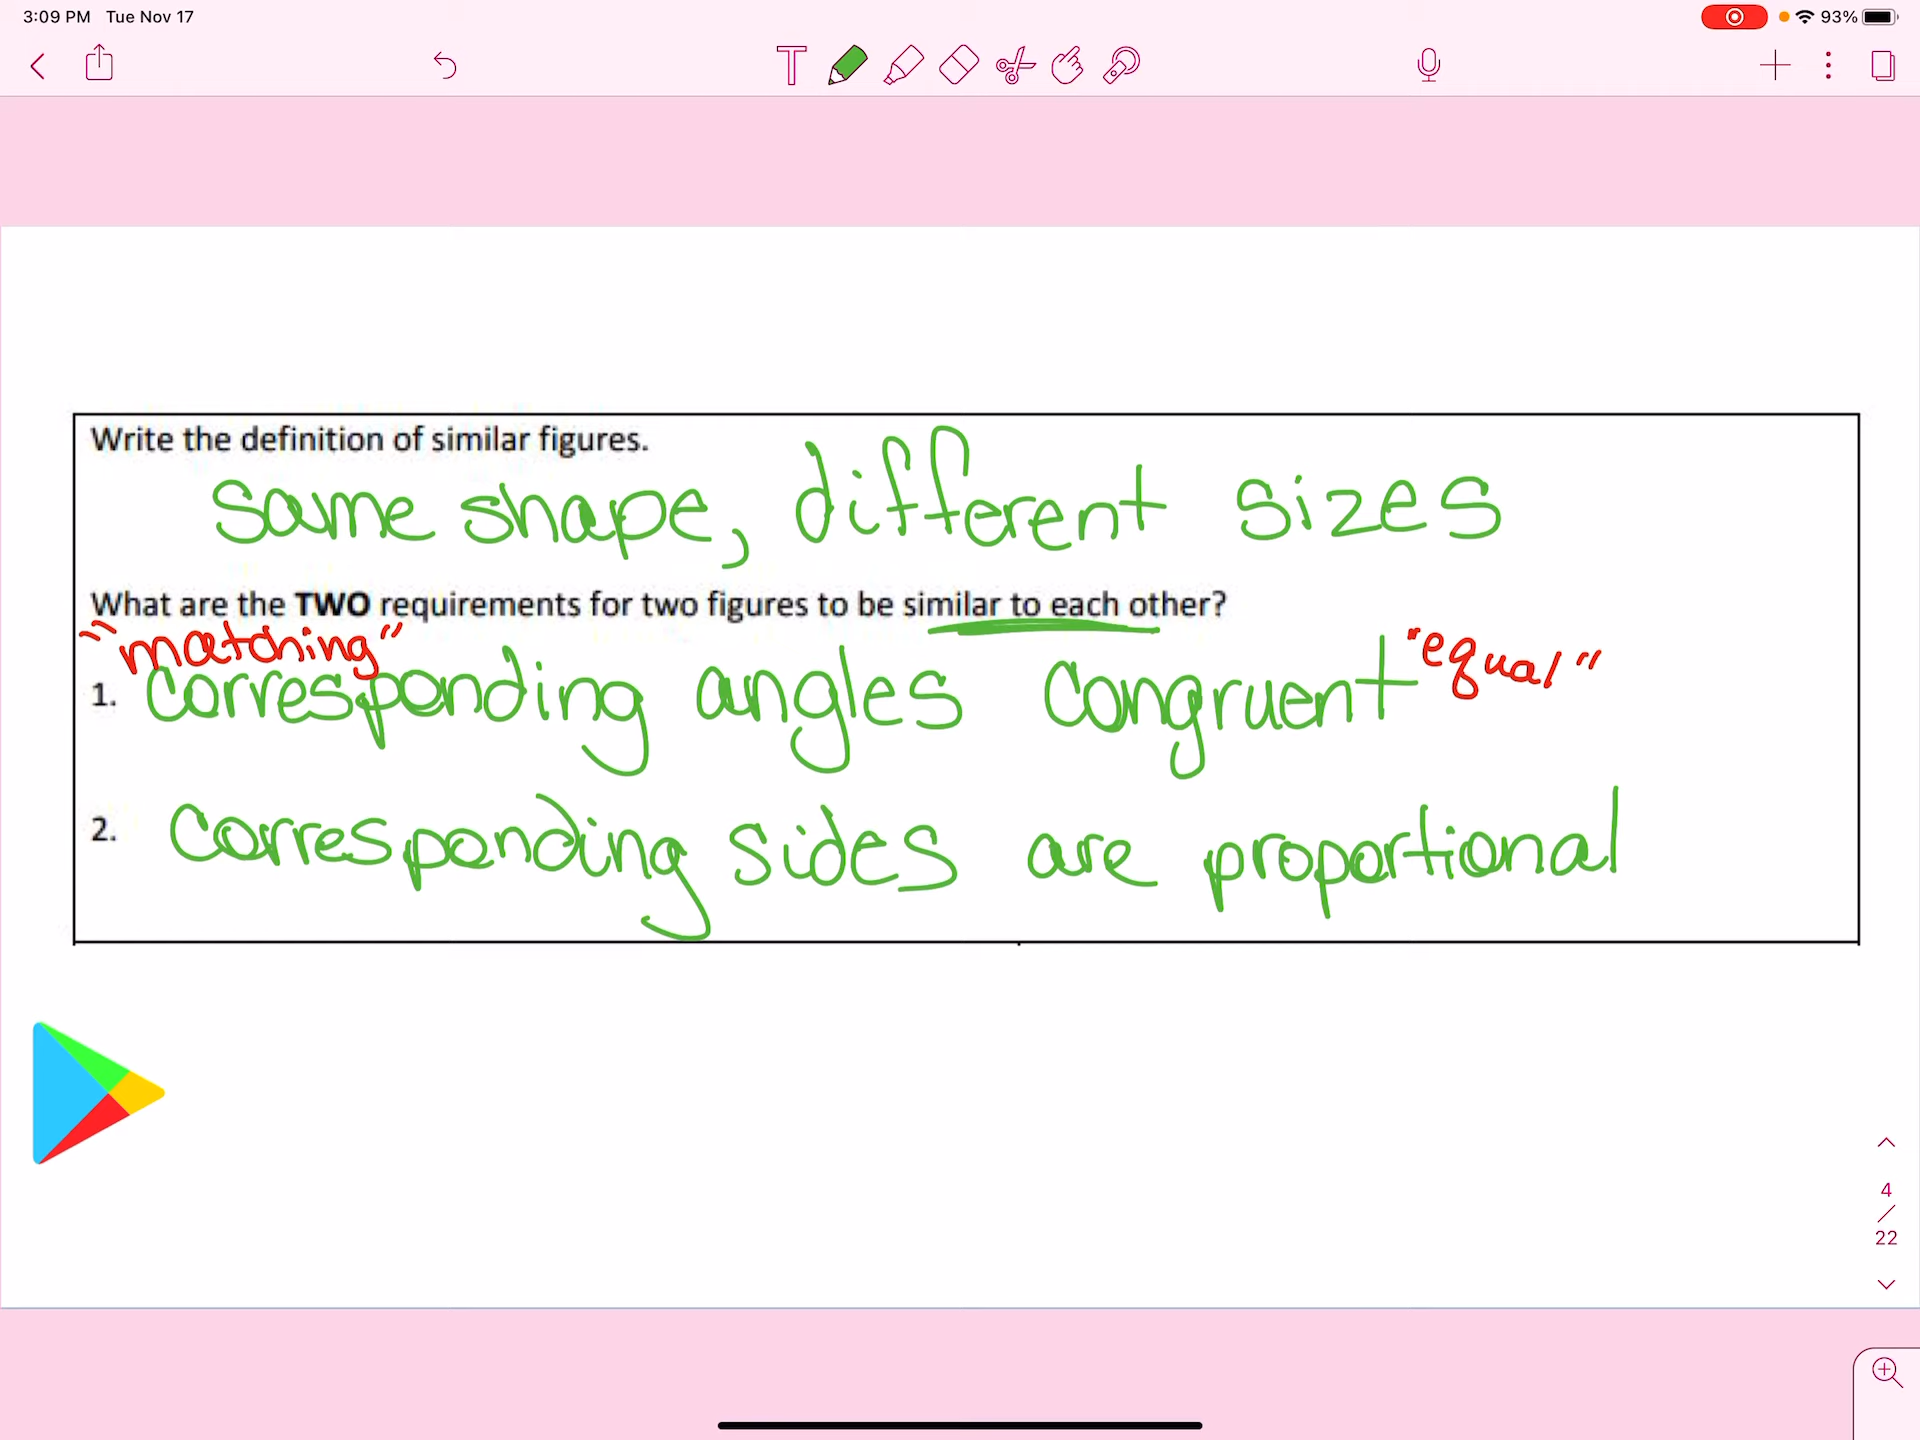 3:09 PM Tue Nov 17
93%
T
Write the definition of similar figures.
same shape, different sizes
What are the TWO requirements for two figures to be similar to each other?
"matching"
"equal"
1. corresponding angles congruent
2. corresponding sides are proportional
4
/
22